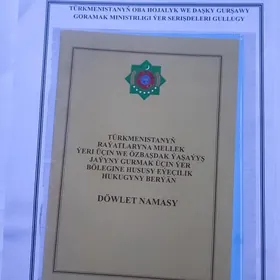 TÜRKMENISTANYŇ OBA HOJALYK WE DAŞKY GURŞAWY
GORAMAK MINISTRLIGI ÝER SERIŞDELERI GULLUGY
TÜRKMENISTANYŇ
RAÝATLARYNA MELLEK
ÝERI ÜÇIN WE ÖZBAŞDAK ÝAŞAÝYŞ
JAÝYNY GURMAK ÜÇIN ÝER
BÖLEGINE HUSUSY EÝEÇILIK
HUKUGYNY BERÝÄN
DÖWLET NAMASY